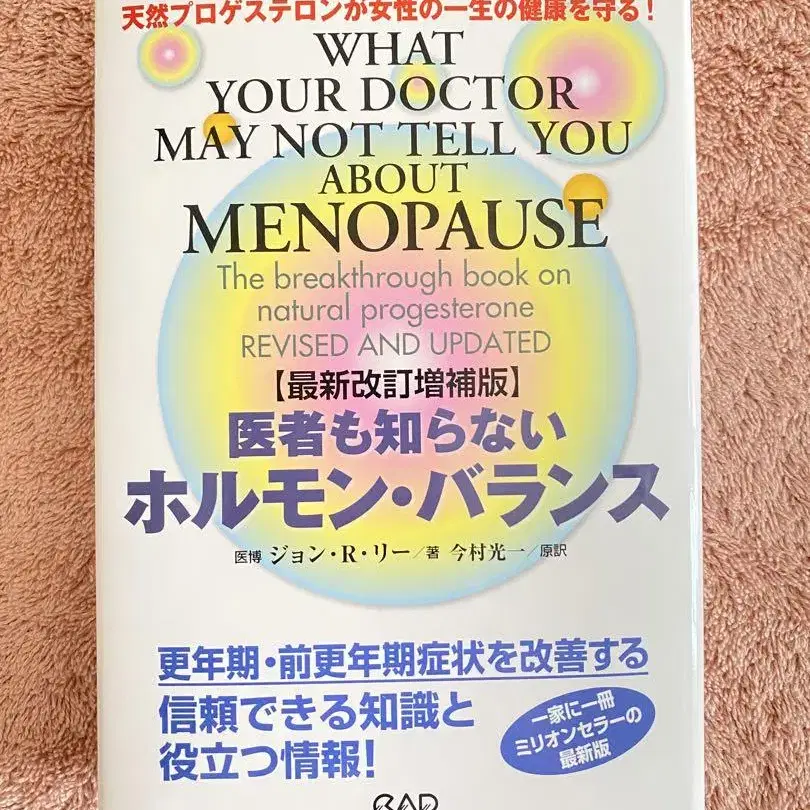 天然プロゲステロンが女性の一生の健康を守る!
WHAT
YOUR DOCTOR
MAY NOT TELL YOU
ABOUT
MENOPAUSE
The breakthrough book on
natural progesterone
REVISED AND UPDATED
【最新改訂増補版】
医者も知らない
ホルモン・バランス
医博 ジョン・R・リー/著 今村光一/原訳
更年期・前更年期症状を改善する
信頼できる知識と
役立つ情報!
一家に一冊
ミリオンセラーの
最新版